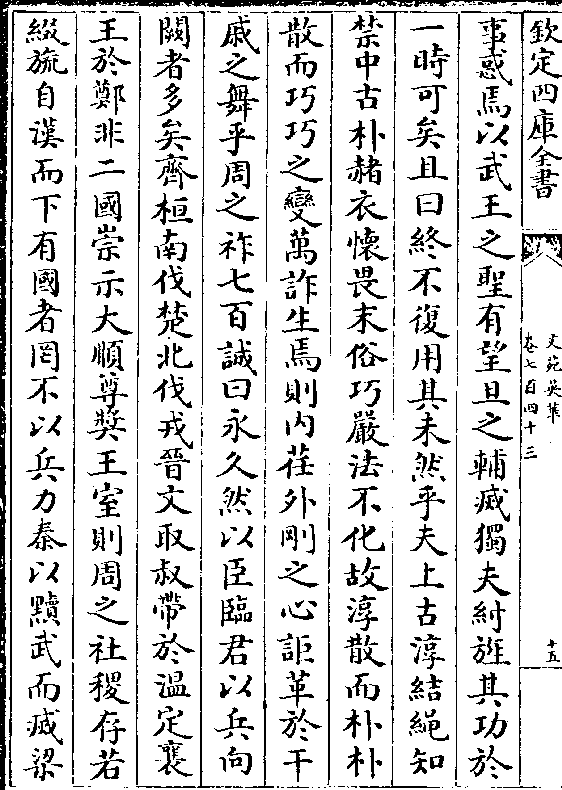 欽定四庫全書
文苑英華
卷七百四十三
十五
事惑焉以武王之聖有望旦之輔滅獨夫紂旌其功於
一時可矣且曰終不復用其未然乎夫上古淳結繩知
禁中古朴赭衣懷畏末俗巧嚴法不化故淳散而朴朴
散而巧巧之變萬詐生焉則内荏外剛之心詎革於干
戚之舞乎周之祚七百誠曰永久然以臣臨君以兵向
闕者多矣齊桓南伐楚北伐戎晉文取叔帶於温定襄
王於鄭非二國崇示大順尊奬王室則周之社稷存若
綴旒自漢而下有國者罔不以兵力秦以黷武而滅梁